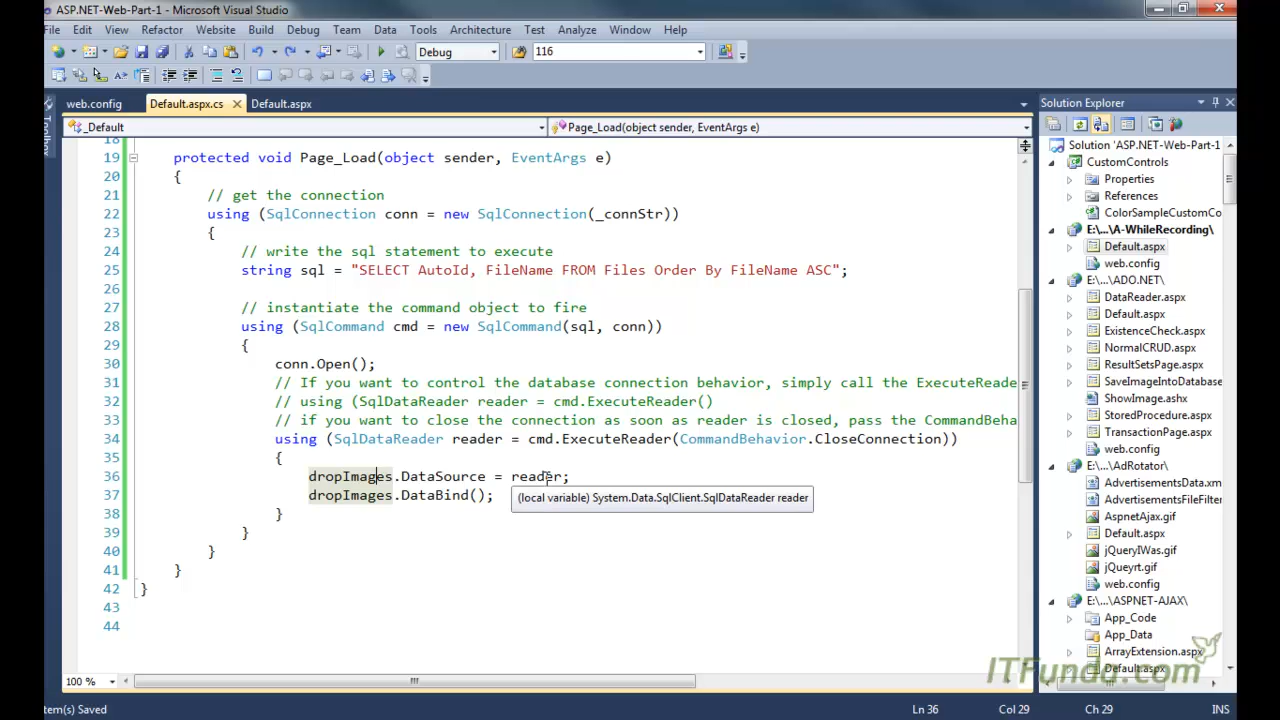 ASP.NET-Web-Part-1 - Microsoft Visual Studio
File Edit View Refactor Website Build Debug Team Data Tools Architecture Test Analyze Window Help
Debug 116
web.config Default.aspx.cs Default.aspx
_Default Page_Load(object sender, EventArgs e)
18
19 protected void Page_Load(object sender, EventArgs e)
20 {
21 // get the connection
22 using (SqlConnection conn = new SqlConnection(_connStr))
23 {
24 // write the sql statement to execute
25 string sql = "SELECT AutoId, FileName FROM Files Order By FileName ASC";
26
27 // instantiate the command object to fire
28 using (SqlCommand cmd = new SqlCommand(sql, conn))
29 {
30 conn.Open();
31 // If you want to control the database connection behavior, simply call the ExecuteReade
32 // using (SqlDataReader reader = cmd.ExecuteReader()
33 // if you want to close the connection as soon as reader is closed, pass the CommandBeha
34 using (SqlDataReader reader = cmd.ExecuteReader(CommandBehavior.CloseConnection))
35 {
36 dropImages.DataSource = reader;
37 dropImages.DataBind();
(local variable) System.Data.SqlClient.SqlDataReader reader
38 }
39 }
40 }
41 }
42 }
43
44
100 %
tem(s) Saved Ln 36 Col 29 Ch 29 INS
Toolbox
Solution Explorer
Solution 'ASP.NET-Web-Part-1
CustomControls
Properties
References
ColorSampleCustomCo
E:\...\A-WhileRecording\
Default.aspx
web.config
E:\...\ADO.NET\
DataReader.aspx
Default.aspx
ExistenceCheck.aspx
NormalCRUD.aspx
ResultSetsPage.aspx
SaveImageIntoDatabase
ShowImage.ashx
StoredProcedure.aspx
TransactionPage.aspx
web.config
E:\...\AdRotator\
AdvertisementsData.xm
AdvertisementsFileFilter
AspnetAjax.gif
Default.aspx
jQueryIWas.gif
jQueyrt.gif
web.config
E:\...\ASPNET-AJAX\
App_Code
App_Data
ArrayExtension.aspx
Default.aspx
ITFunda.com